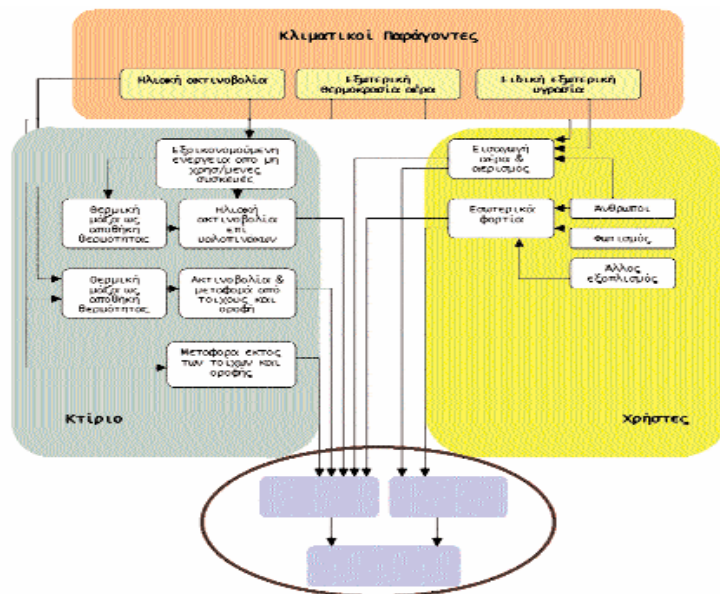 Κλιματικοί Παράγοντες
Ηλιακή ακτινοβολία
Εξωτερική
θερμοκρασία αέρα
Ειδική εξωτερική
υγρασία
Εξοικονομούμενη
ενέργεια από μη
χρησ/μενες
συσκευές
θερμική
μάζα ως
αποθήκη
θερμότητας
Ηλιακή
ακτινοβολία
επί
υαλοπινάκων
θερμική
μάζα ως
αποθήκη
θερμότητας
Ακτινοβολία &
μεταφορά από
τοίχους και
οροφή
Μεταφορά εκτός
των τοίχων και
οροφής
Κτίριο
Εισαγωγή
αέρα &
αερισμός
Εσωτερικά
φορτία
Άνθρωποι
Φωτισμός
Άλλος
εξοπλισμός
Χρήστες